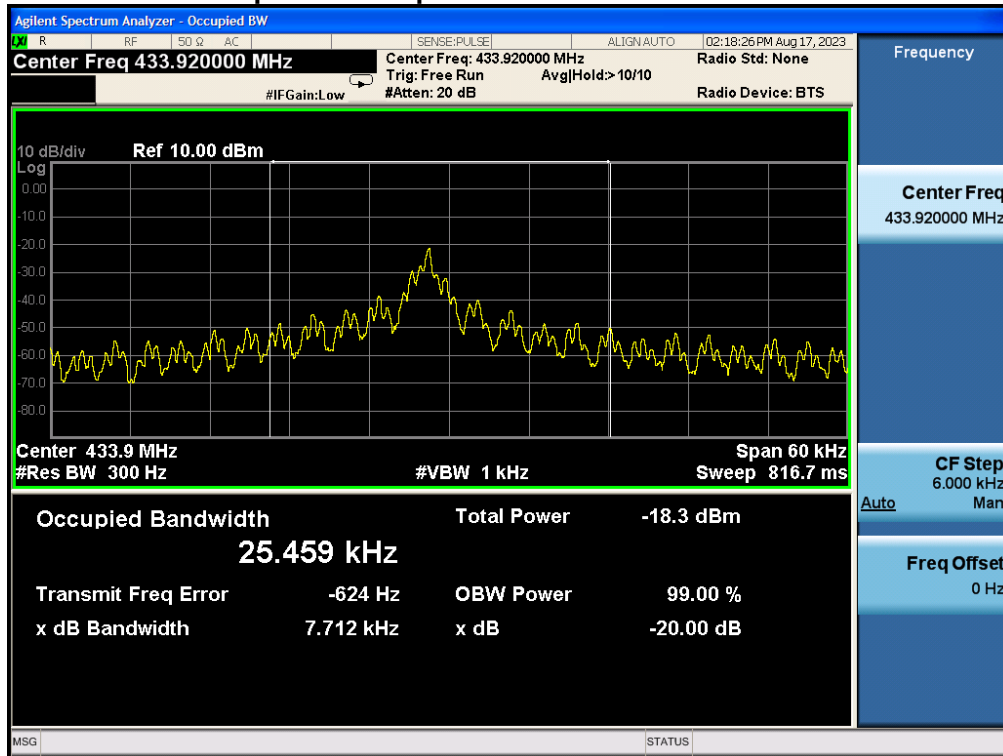 Agilent Spectrum Analyzer - Occupied BW
LXI R RF 50 Ω AC SENSE:PULSE ALIGN AUTO 02:18:26 PM Aug 17, 2023
Center Freq 433.920000 MHz
Center Freq: 433.920000 MHz
Radio Std: None
Trig: Free Run Avg|Hold:>10/10
#IFGain:Low
#Atten: 20 dB
Radio Device: BTS
10 dB/div Ref 10.00 dBm
Log
0.00
-10.0
-20.0
-30.0
-40.0
-50.0
-60.0
-70.0
-80.0
Center 433.9 MHz Span 60 kHz
#Res BW 300 Hz #VBW 1 kHz Sweep 816.7 ms
Occupied Bandwidth Total Power -18.3 dBm
25.459 kHz
Transmit Freq Error -624 Hz OBW Power 99.00 %
x dB Bandwidth 7.712 kHz x dB -20.00 dB
Frequency
Center Freq
433.920000 MHz
CF Step
6.000 kHz
Auto Man
Freq Offset
0 Hz
MSG STATUS